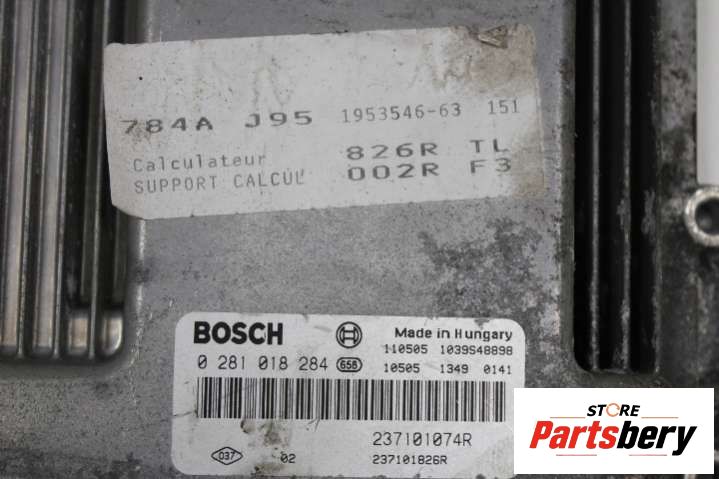 784A J95 1953546-63 151
Calculateur 826R TL
SUPPORT CALCUL 002R F3
BOSCH Made in Hungary
110505 1039S48898
0 281 018 284 658 10505 1349 0141
237101074R
037 02 237101826R
STORE
Partsbery